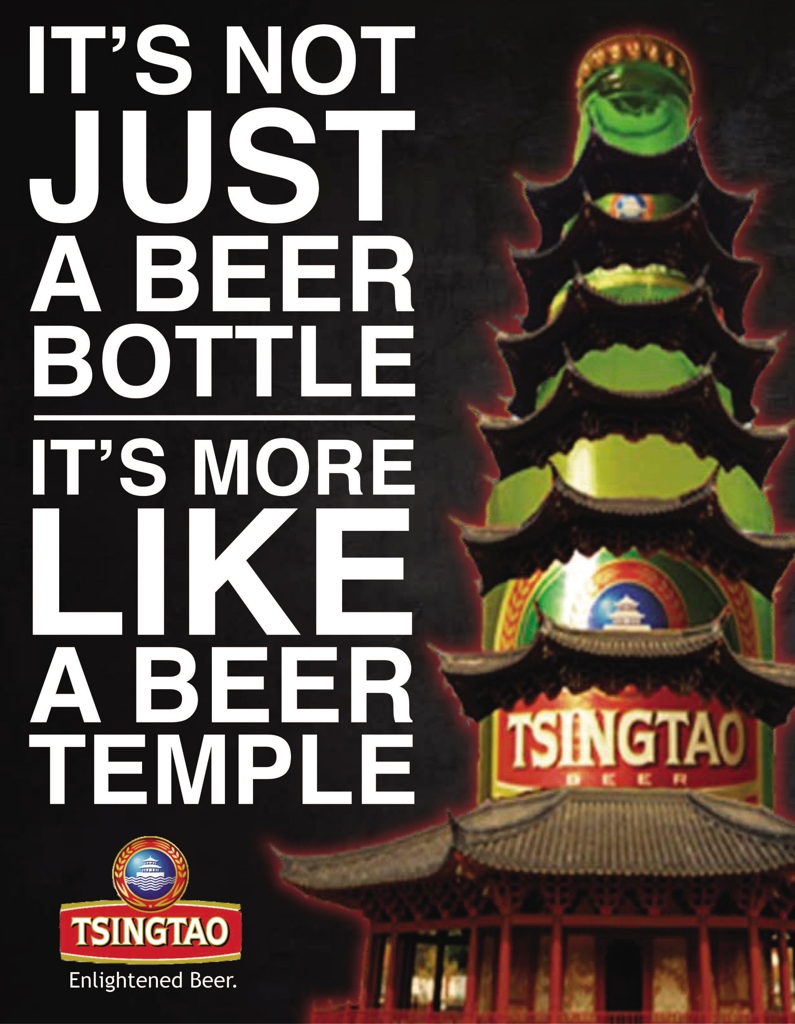 IT'S NOT
JUST
A BEER
BOTTLE
IT'S MORE
LIKE
A BEER
TEMPLE
TSINGTAO
BEER
TSINGTAO
Enlightened Beer.